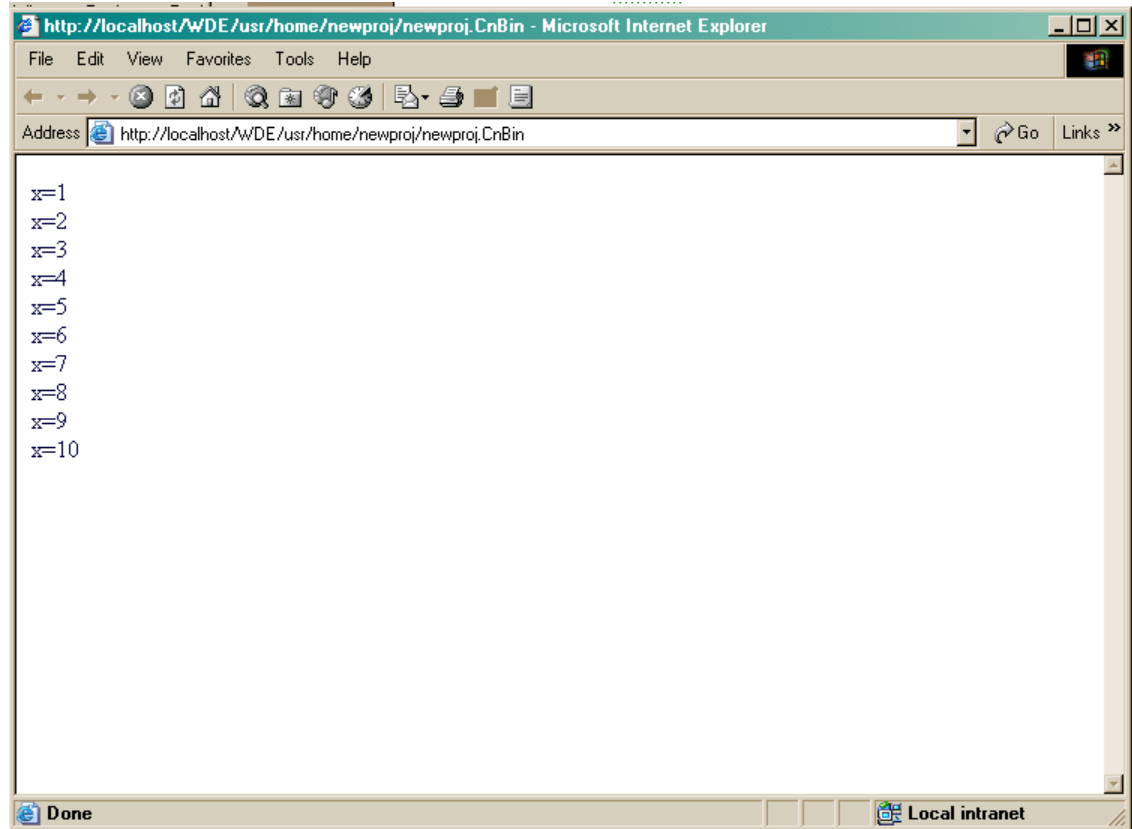 http://localhost/WDE/usr/home/newproj/newproj.CnBin - Microsoft Internet Explorer
File Edit View Favorites Tools Help
Address http://localhost/WDE/usr/home/newproj/newproj.CnBin Go Links »
x=1
x=2
x=3
x=4
x=5
x=6
x=7
x=8
x=9
x=10
Done Local intranet